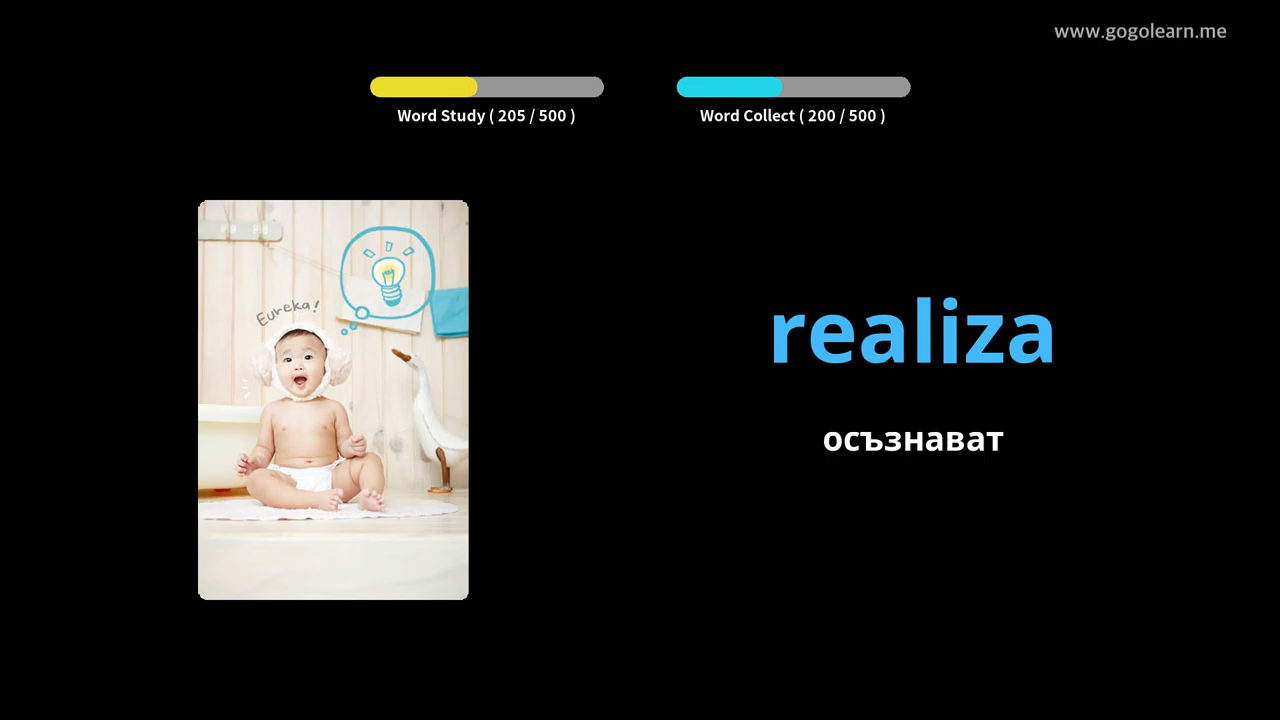 www.gogolearn.me
Word Study ( 205 / 500 )
Word Collect ( 200 / 500 )
Eureka!
realiza
осъзнават